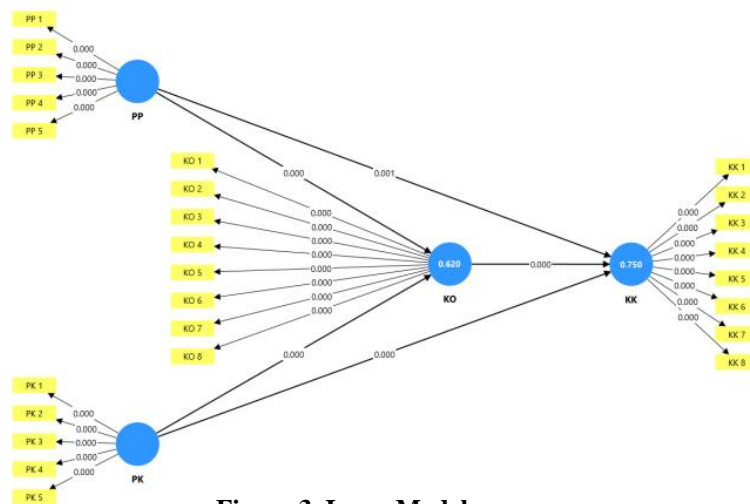 PP 1
PP 2
PP 3
PP 4
PP 5
0.000
0.000
0.000
0.000
0.000
PP
KO 1
KO 2
KO 3
KO 4
KO 5
KO 6
KO 7
KO 8
0.000
0.000
0.000
0.000
0.000
0.000
0.000
0.000
0.000
0.001
0.620
KO
0.000
0.000
0.000
0.750
KK
KK 1
KK 2
KK 3
KK 4
KK 5
KK 6
KK 7
KK 8
0.000
0.000
0.000
0.000
0.000
0.000
0.000
0.000
PK 1
PK 2
PK 3
PK 4
PK 5
0.000
0.000
0.000
0.000
0.000
PK